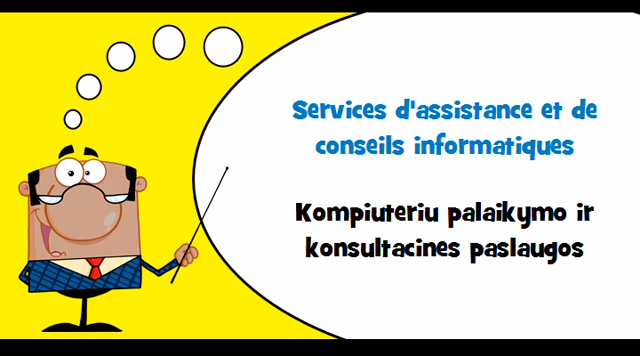 Services d'assistance et de
conseils informatiques
Kompiuteriu palaikymo ir
konsultacines paslaugos